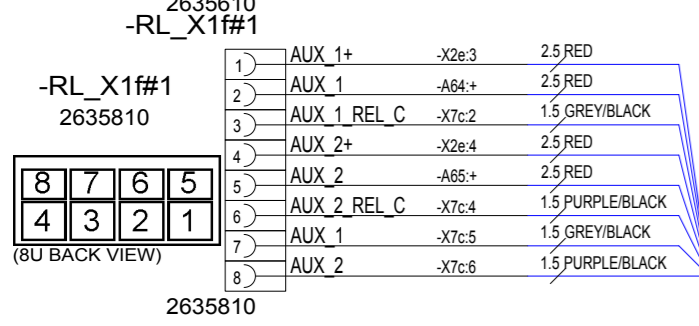 2635610
-RL_X1f#1
-RL_X1f#1
2635810
1 AUX_1+ -X2e:3 2.5 RED
2 AUX_1 -A64:+ 2.5 RED
3 AUX_1_REL_C -X7c:2 1.5 GREY/BLACK
4 AUX_2+ -X2e:4 2.5 RED
5 AUX_2 -A65:+ 2.5 RED
6 AUX_2_REL_C -X7c:4 1.5 PURPLE/BLACK
7 AUX_1 -X7c:5 1.5 GREY/BLACK
8 AUX_2 -X7c:6 1.5 PURPLE/BLACK
8 7 6 5
4 3 2 1
(8U BACK VIEW)
2635810